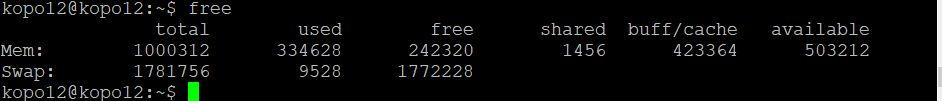 kopo12@kopo12:~$ free
total used free shared buff/cache available
Mem: 1000312 334628 242320 1456 423364 503212
Swap: 1781756 9528 1772228
kopo12@kopo12:~$